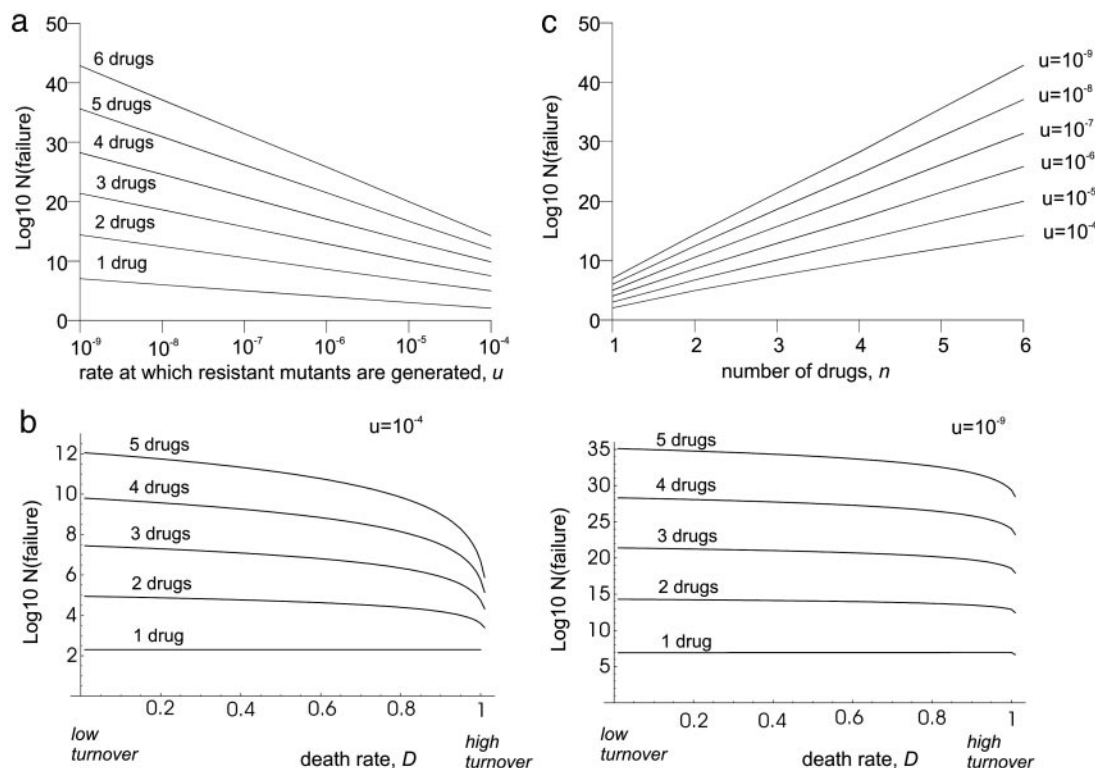 a
Log10 N(failure)
50
40
30
20
10
0
6 drugs
5 drugs
4 drugs
3 drugs
2 drugs
1 drug
10⁻⁹ 10⁻⁸ 10⁻⁷ 10⁻⁶ 10⁻⁵ 10⁻⁴
rate at which resistant mutants are generated, u
c
Log10 N(failure)
50
40
30
20
10
0
u=10⁻⁹
u=10⁻⁸
u=10⁻⁷
u=10⁻⁶
u=10⁻⁵
u=10⁻⁴
1 2 3 4 5 6
number of drugs, n
b
u=10⁻⁴
Log10 N(failure)
12
10
8
6
4
2
5 drugs
4 drugs
3 drugs
2 drugs
1 drug
0.2 0.4 0.6 0.8 1
low
turnover
death rate, D
high
turnover
u=10⁻⁹
Log10 N(failure)
35
30
25
20
15
10
5
5 drugs
4 drugs
3 drugs
2 drugs
1 drug
0.2 0.4 0.6 0.8 1
low
turnover
death rate, D
high
turnover